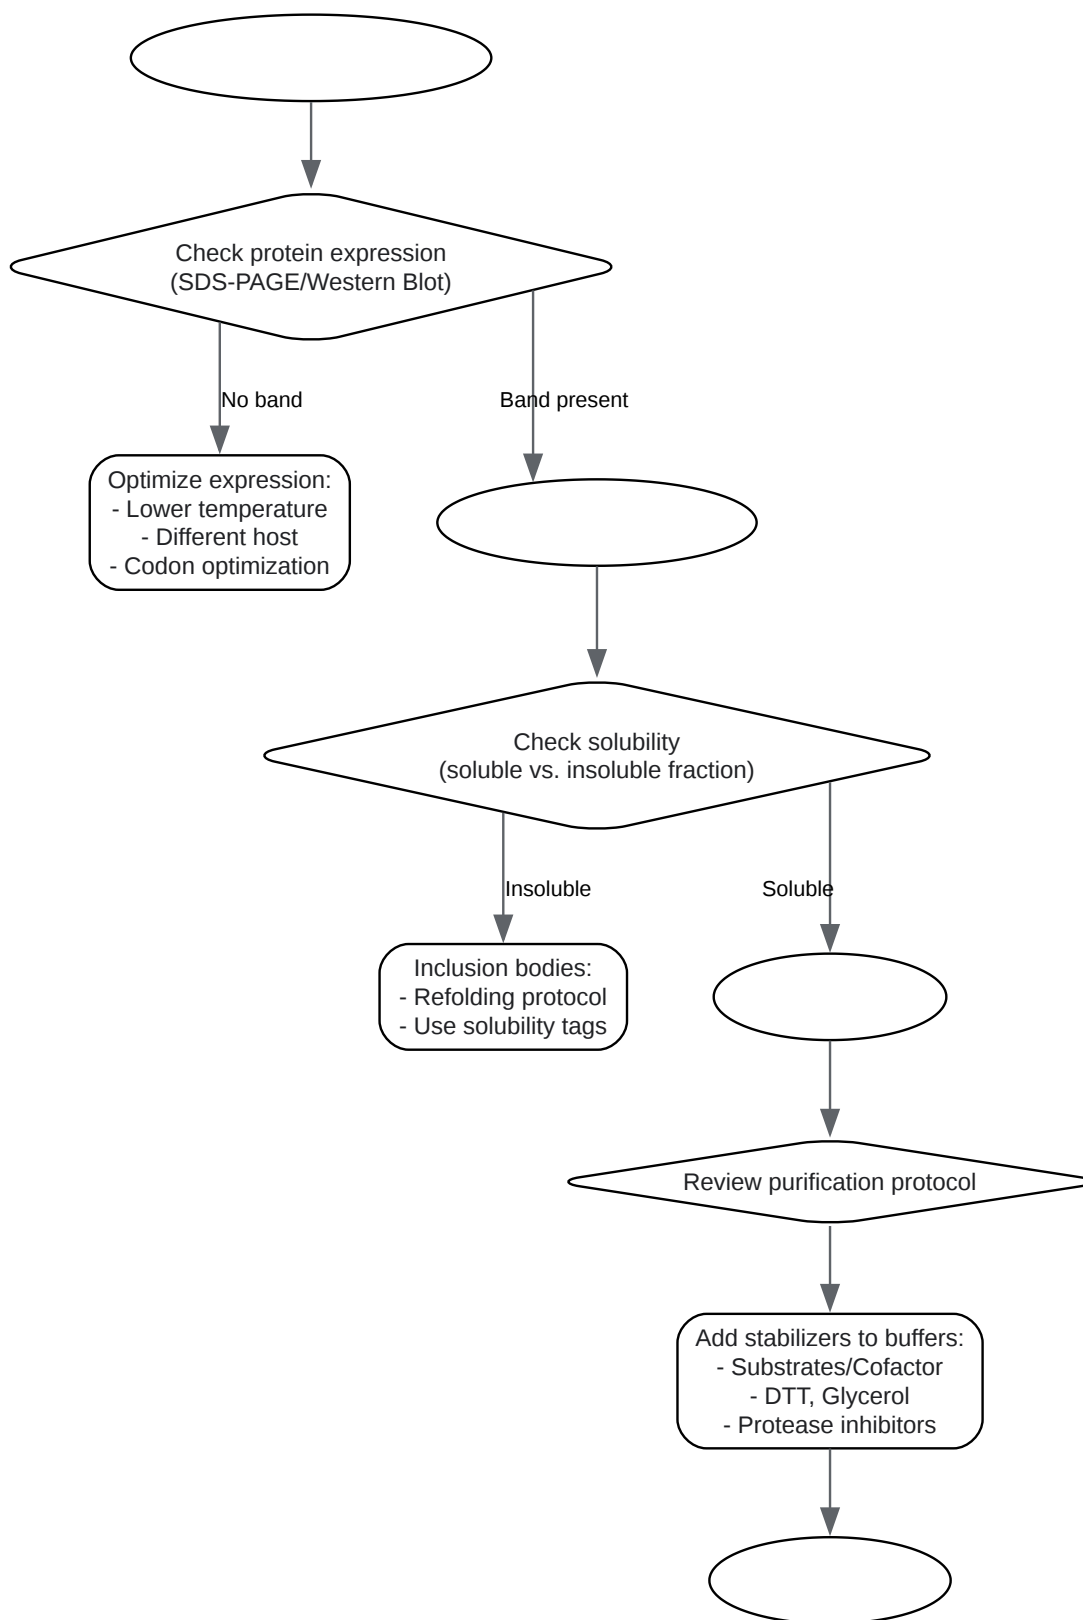 Check protein expression
(SDS-PAGE/Western Blot)
No band
Band present
Optimize expression:
- Lower temperature
- Different host
- Codon optimization
Check solubility
(soluble vs. insoluble fraction)
Insoluble
Soluble
Inclusion bodies:
- Refolding protocol
- Use solubility tags
Review purification protocol
Add stabilizers to buffers:
- Substrates/Cofactor
- DTT, Glycerol
- Protease inhibitors